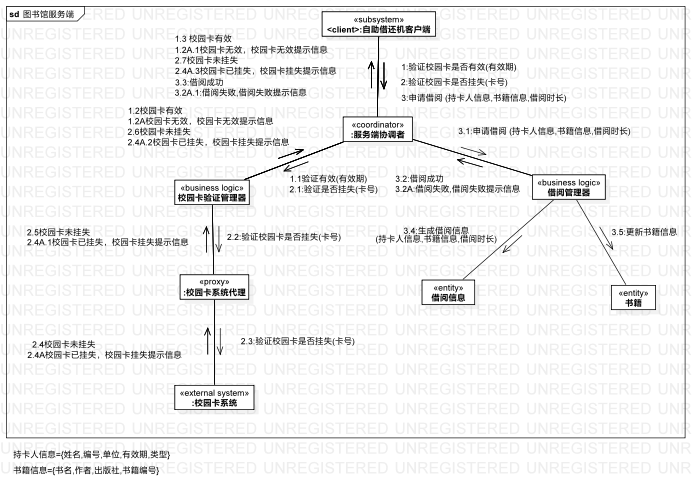 sd 图书馆服务端
«subsystem»
<client>:自助借还机客户端
1.3 校园卡有效
1.2A.1校园卡无效，校园卡无效提示信息
2.7校园卡未挂失
2.4A.3校园卡已挂失，校园卡挂失提示信息
3.3:借阅成功
3.2A.1：借阅失败,借阅失败提示信息
1:验证校园卡是否有效(有效期)
2:验证校园卡是否挂失(卡号)
3:申请借阅 (持卡人信息,书籍信息,借阅时长)
1.2校园卡有效
1.2A校园卡无效，校园卡无效提示信息
2.6校园卡未挂失
2.4A.2校园卡已挂失，校园卡挂失提示信息
«coordinator»
:服务端协调者
3.1:申请借阅 (持卡人信息,书籍信息,借阅时长)
1.1验证有效(有效期)
2.1:验证是否挂失(卡号)
3.2:借阅成功
3.2A:借阅失败,借阅失败提示信息
«business logic»
校园卡验证管理器
«business logic»
借阅管理器
2.5校园卡未挂失
2.4A.1校园卡已挂失，校园卡挂失提示信息
2.2:验证校园卡是否挂失(卡号)
3.4:生成借阅信息
(持卡人信息,书籍信息,借阅时长)
3.5:更新书籍信息
«proxy»
:校园卡系统代理
«entity»
借阅信息
«entity»
书籍
2.4校园卡未挂失
2.4A校园卡已挂失，校园卡挂失提示信息
2.3:验证校园卡是否挂失(卡号)
«external system»
:校园卡系统
持卡人信息={姓名,编号,单位,有效期,类型}
书籍信息={书名,作者,出版社,书籍编号}
UNREGISTERED